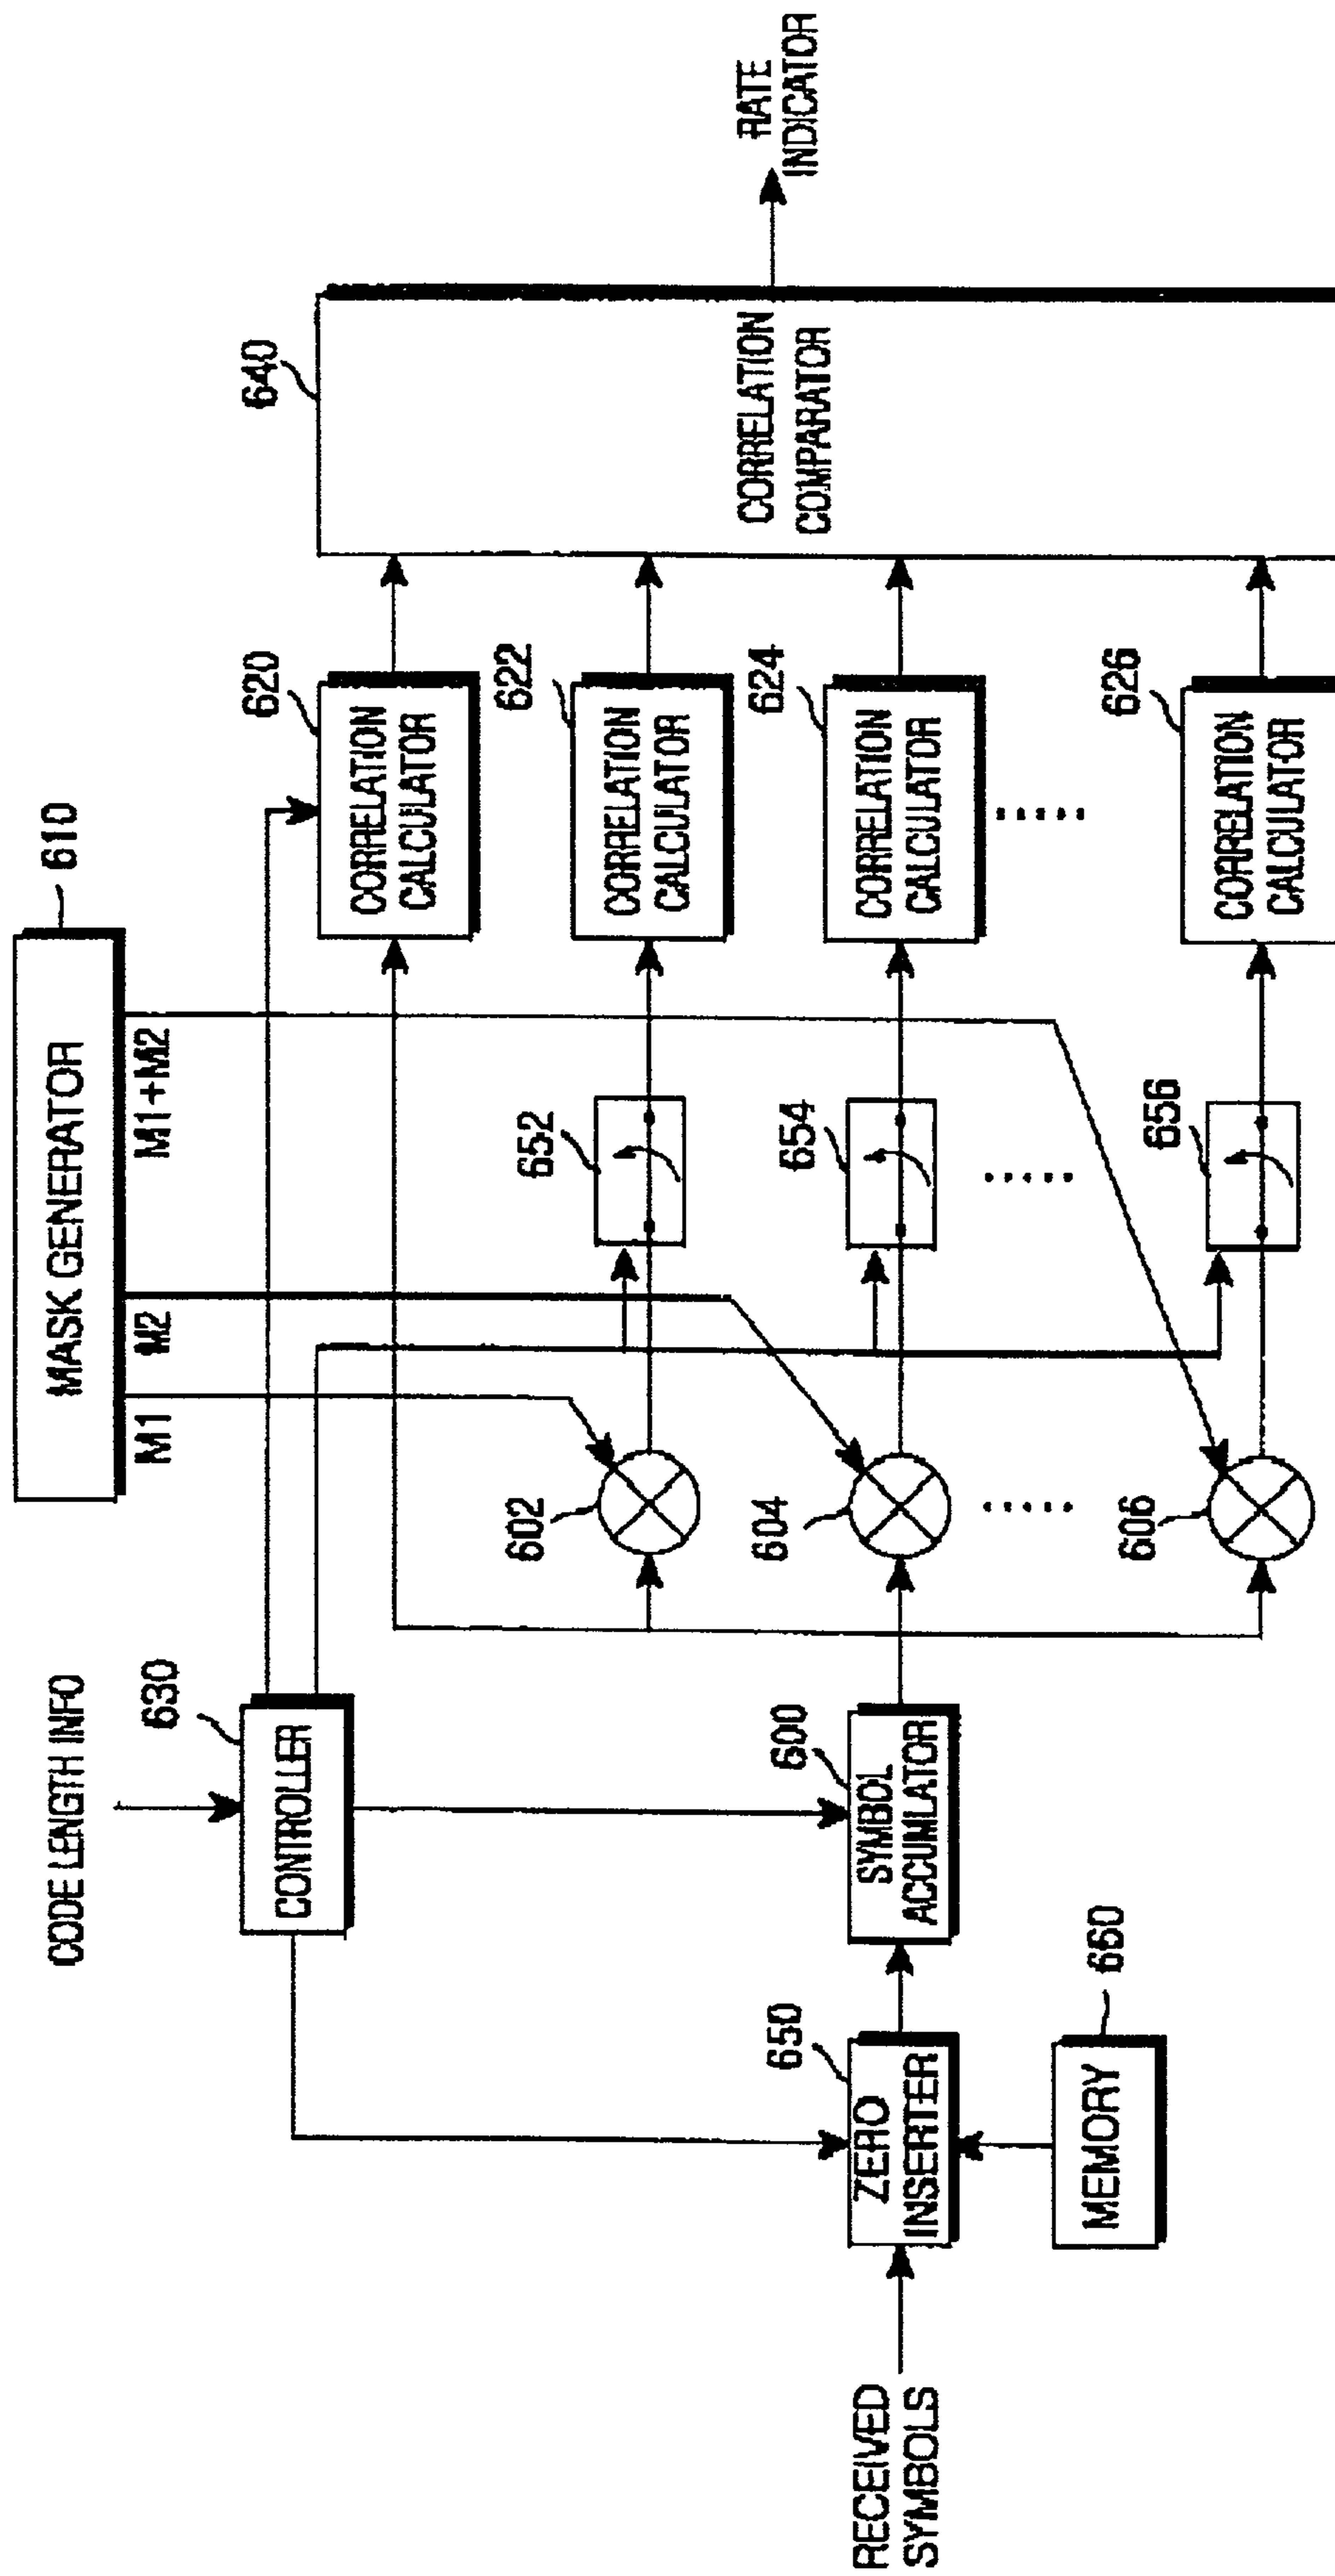 MASK GENERATOR
610
M1
M2
M1+M2
CODE LENGTH INFO
630
CONTROLLER
620
CORRELATION
CALCULATOR
640
CORRELATION
COMPARATOR
RATE
INDICATOR
602
652
622
CORRELATION
CALCULATOR
RECEIVED
SYMBOLS
650
ZERO
INSERTER
600
SYMBOL
ACCUMLATOR
604
654
624
CORRELATION
CALCULATOR
660
MEMORY
606
656
626
CORRELATION
CALCULATOR